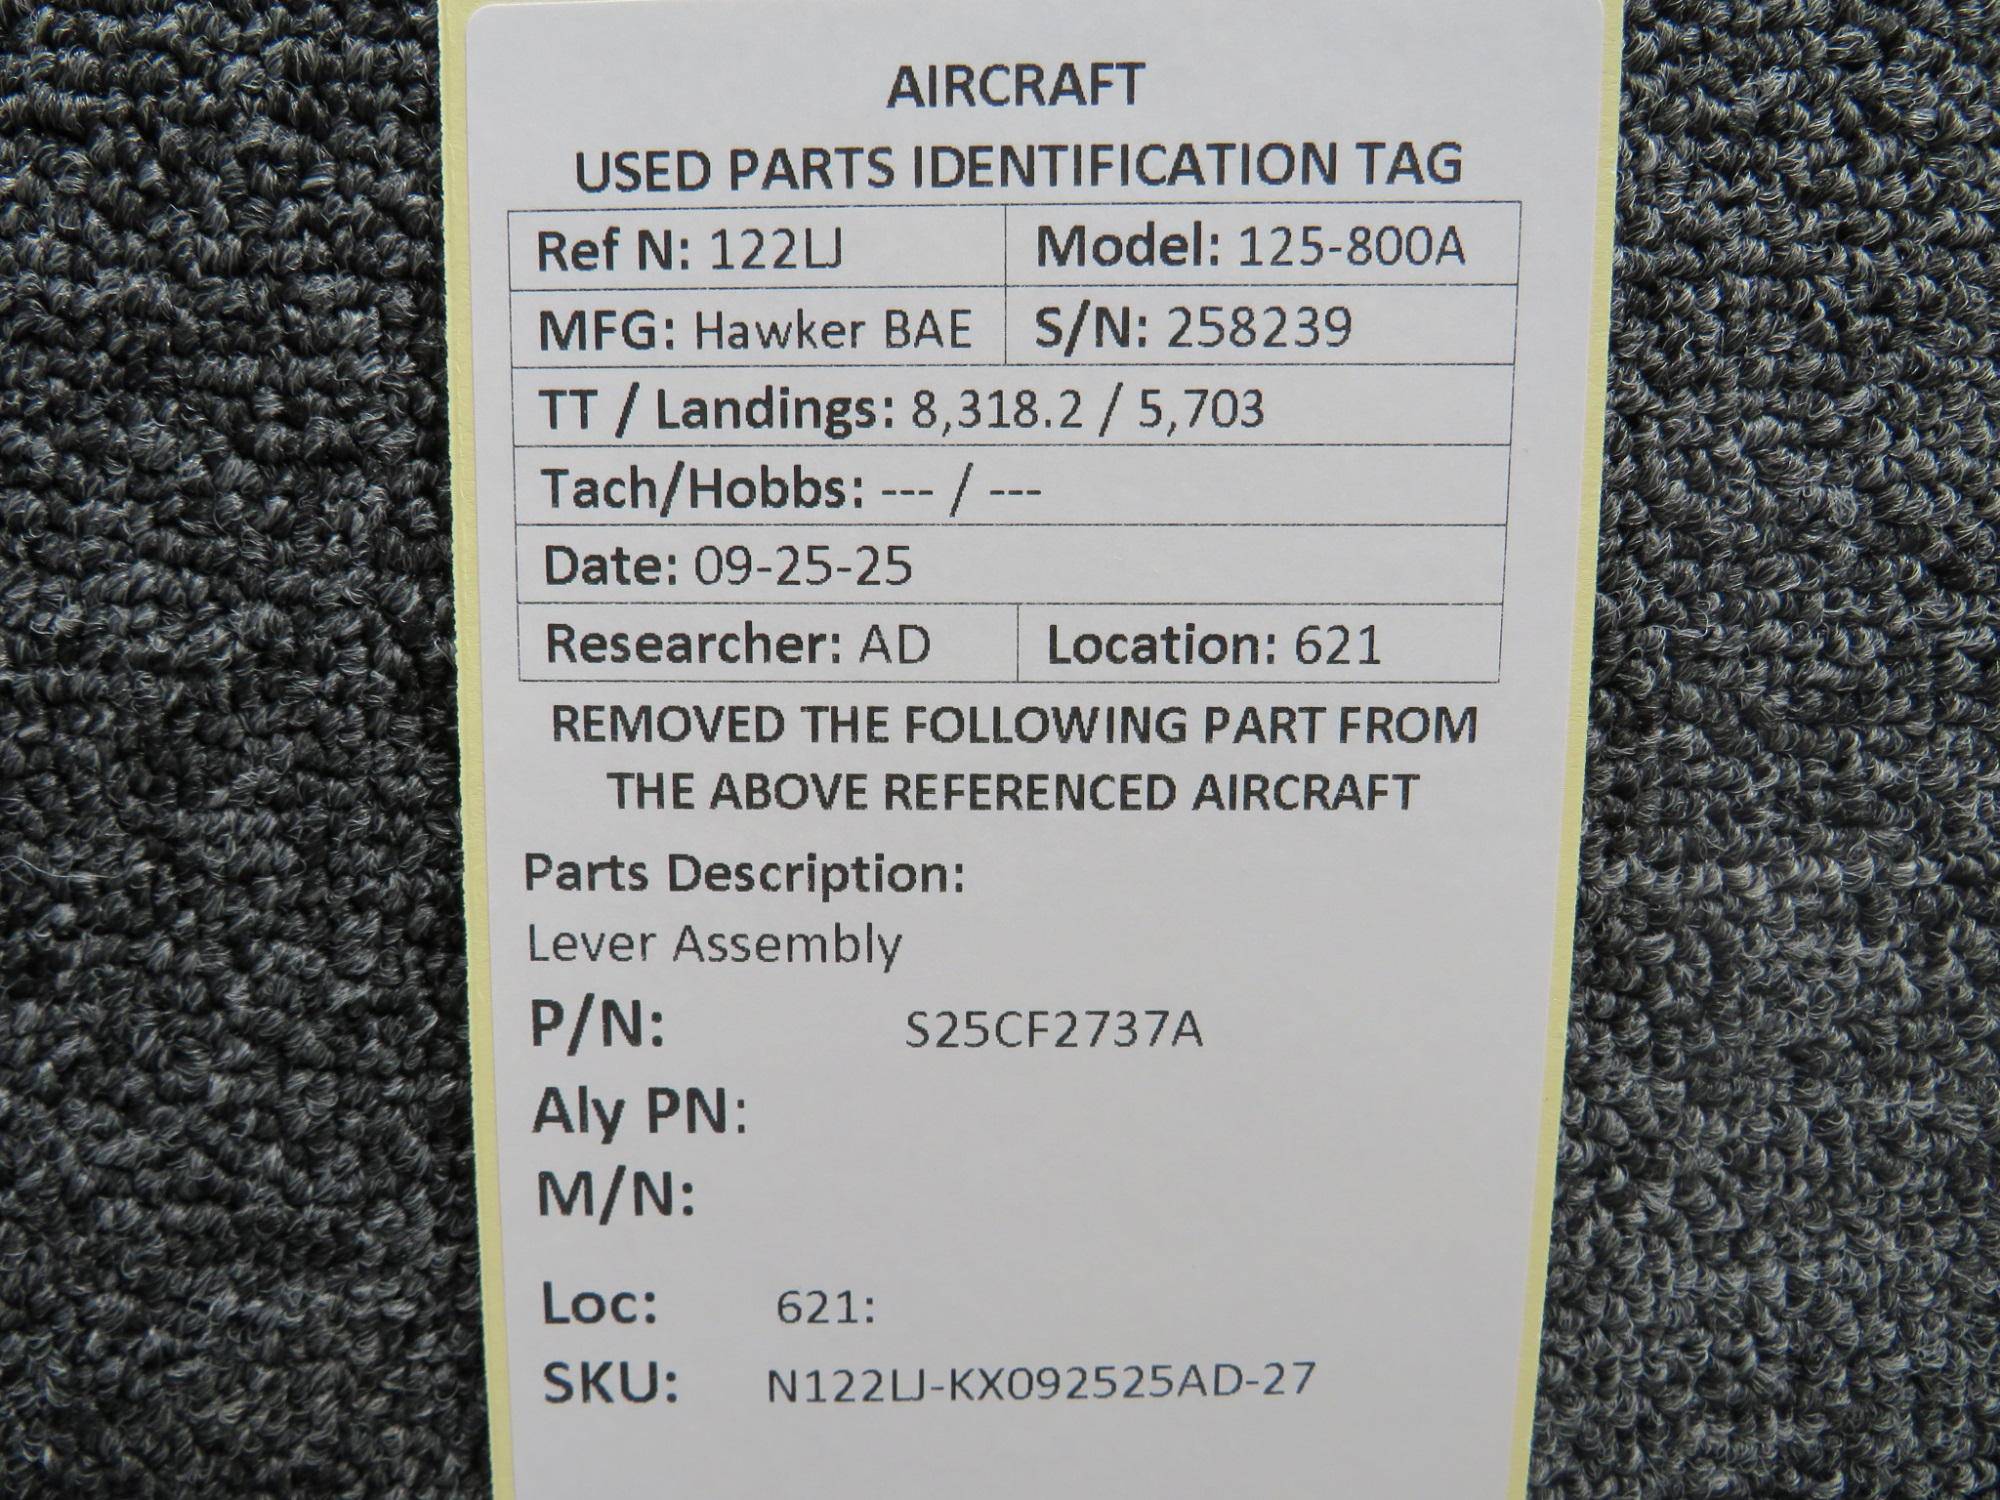 AIRCRAFT
USED PARTS IDENTIFICATION TAG
Ref N: 122LJ Model: 125-800A
MFG: Hawker BAE S/N: 258239
TT / Landings: 8,318.2 / 5,703
Tach/Hobbs: --- / ---
Date: 09-25-25
Researcher: AD Location: 621
REMOVED THE FOLLOWING PART FROM
THE ABOVE REFERENCED AIRCRAFT
Parts Description:
Lever Assembly
P/N: S25CF2737A
Aly PN:
M/N:
Loc: 621:
SKU: N122LJ-KX092525AD-27